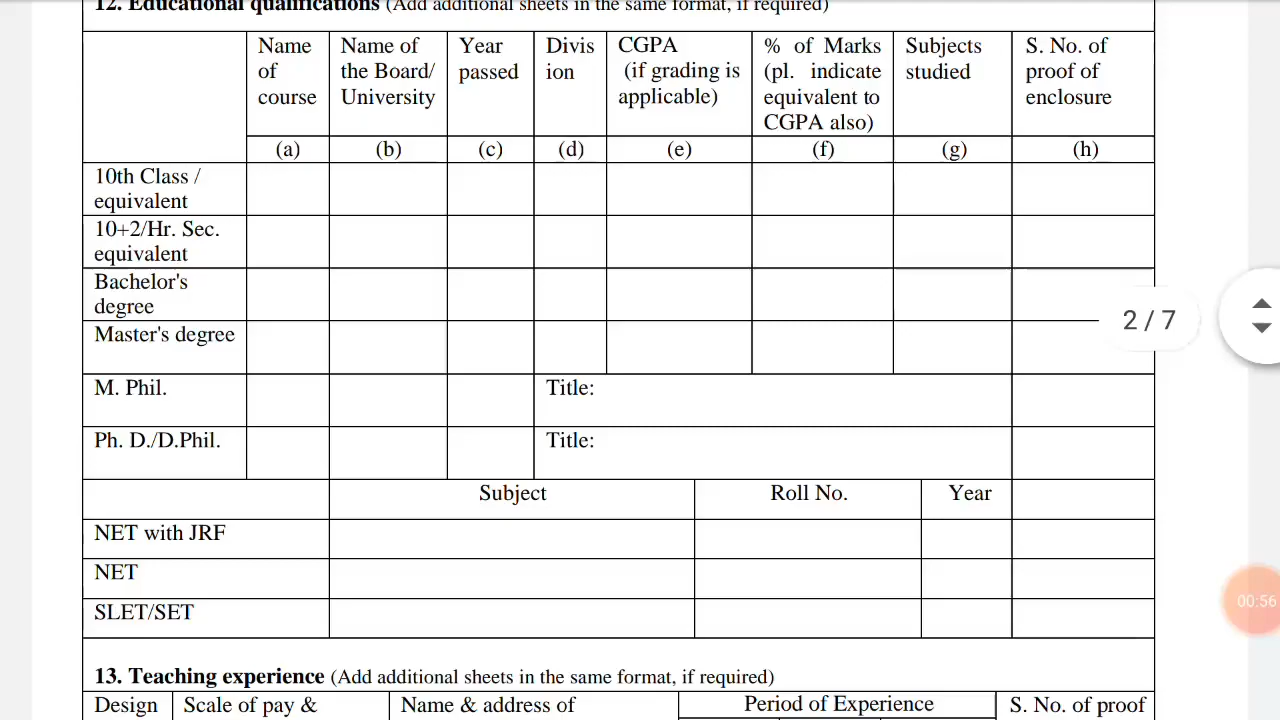 12. Educational qualifications (Add additional sheets in the same format, if required)
Name of course
Name of the Board/ University
Year passed
Divis ion
CGPA (if grading is applicable)
% of Marks (pl. indicate equivalent to CGPA also)
Subjects studied
S. No. of proof of enclosure
(a) (b) (c) (d) (e) (f) (g) (h)
10th Class /
equivalent
10+2/Hr. Sec.
equivalent
Bachelor's
degree
2 / 7
Master's degree
M. Phil. Title:
Ph. D./D.Phil. Title:
Subject Roll No. Year
NET with JRF
NET
00:56
SLET/SET
13. Teaching experience (Add additional sheets in the same format, if required)
Design Scale of pay & Name & address of Period of Experience S. No. of proof